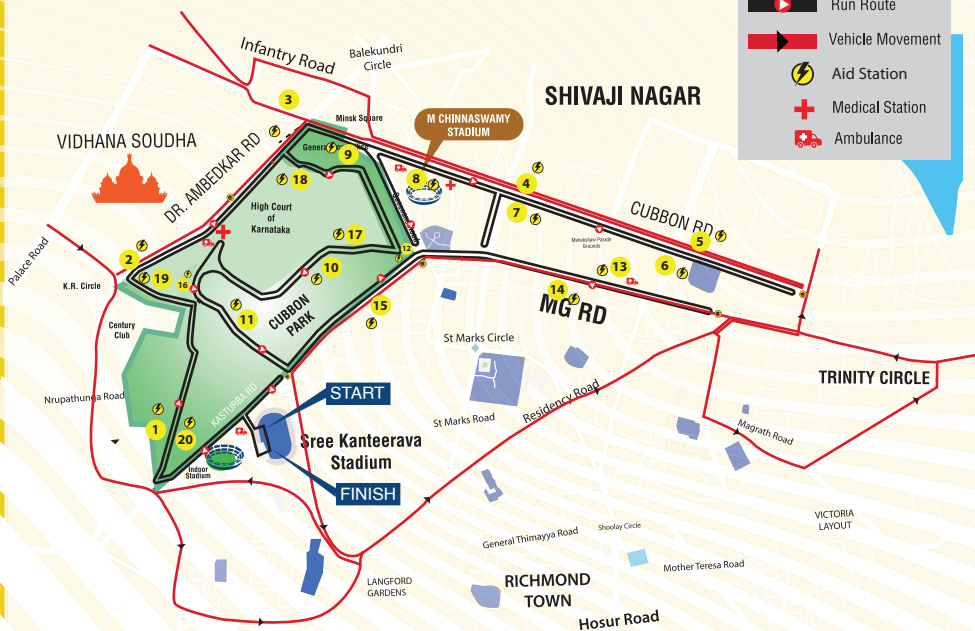 Run Route
Vehicle Movement
Aid Station
Medical Station
Ambulance
Infantry Road
Balekundri
Circle
SHIVAJI NAGAR
3
Minsk Square
M CHINNASWAMY
STADIUM
VIDHANA SOUDHA
DR. AMBEDKAR RD
9
18
8
4
7
CUBBON RD
5
High Court
of
Karnataka
17
12
Manekshaw Parade
Grounds
6
Palace Road
2
K.R. Circle
19
16
10
13
14
MG RD
11
CUBBON
PARK
15
Century
Club
St Marks Circle
TRINITY CIRCLE
Nrupathunga Road
KASTURBA RD
START
Residency Road
St Marks Road
Magrath Road
1
20
Sree Kanteerava
Stadium
Indoor
Stadium
FINISH
VICTORIA
LAYOUT
General Thimayya Road
Shoolay Circle
Mother Teresa Road
LANGFORD
GARDENS
RICHMOND
TOWN
Hosur Road